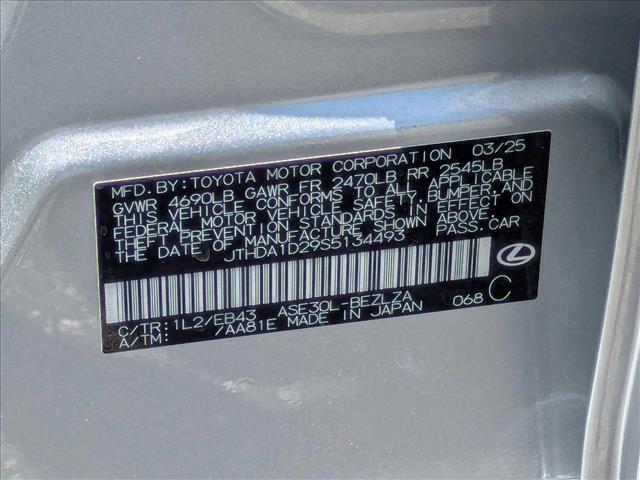 MFD. BY: TOYOTA MOTOR CORPORATION 03/25
GVWR 4690LB GAWR FR 2470LB RR 2545LB
THIS VEHICLE CONFORMS TO ALL APPLICABLE
FEDERAL MOTOR VEHICLE SAFETY, BUMPER, AND
THEFT PREVENTION STANDARDS IN EFFECT ON
THE DATE OF MANUFACTURE SHOWN ABOVE.
JTHDA1D29S5134493 PASS.CAR
C/TR: 1L2/EB43 ASE30L-BEZLZA 068 C
A/TM: /AA81E MADE IN JAPAN